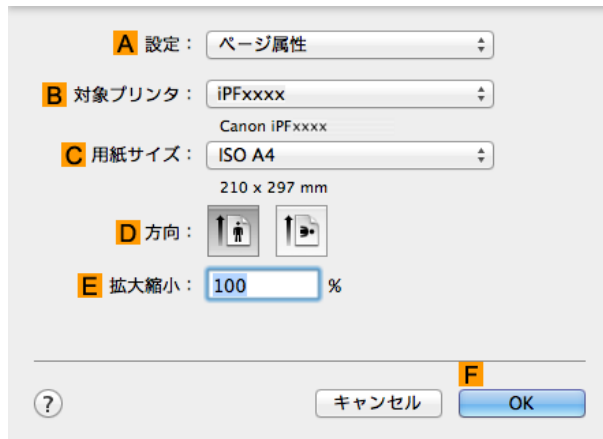 A 設定： ページ属性
B 対象プリンタ： iPFxxxx
Canon iPFxxxx
C 用紙サイズ： ISO A4
210 x 297 mm
D 方向：
E 拡大縮小： 100 %
F
? キャンセル OK